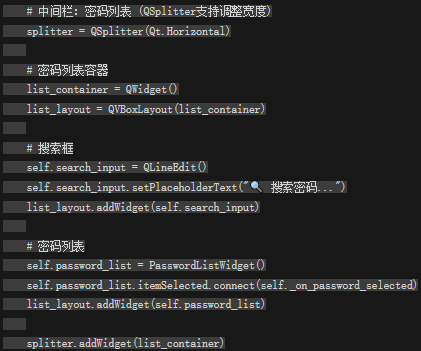 # 中间栏：密码列表（QSplitter支持调整宽度）
splitter = QSplitter(Qt.Horizontal)
# 密码列表容器
list_container = QWidget()
list_layout = QVBoxLayout(list_container)
# 搜索框
self.search_input = QLineEdit()
self.search_input.setPlaceholderText("🔍 搜索密码...")
list_layout.addWidget(self.search_input)
# 密码列表
self.password_list = PasswordListWidget()
self.password_list.itemSelected.connect(self._on_password_selected)
list_layout.addWidget(self.password_list)
splitter.addWidget(list_container)